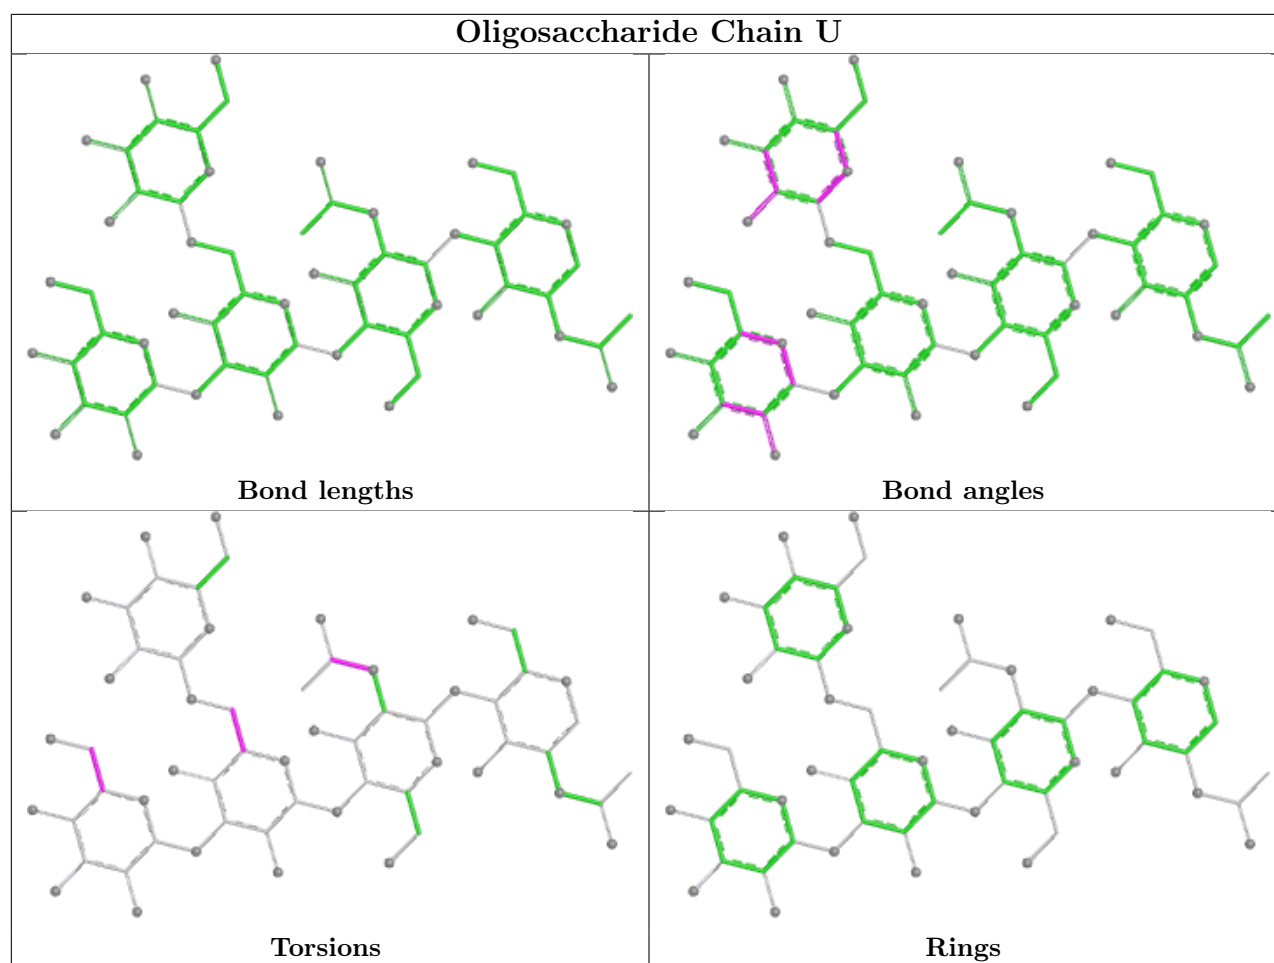 Oligosaccharide Chain U
Bond lengths
Bond angles
Torsions
Rings